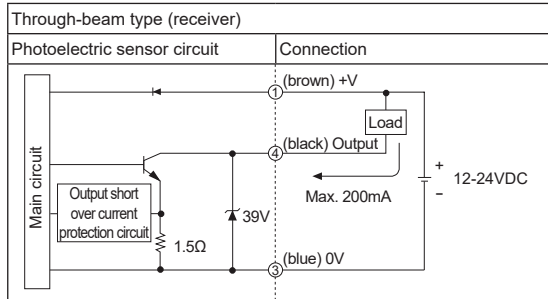 Through-beam type (receiver)
Photoelectric sensor circuit
Connection
Main circuit
① (brown) +V
Load
④ (black) Output
Max. 200mA
+
12-24VDC
−
Output short
over current
protection circuit
39V
1.5Ω
③ (blue) 0V